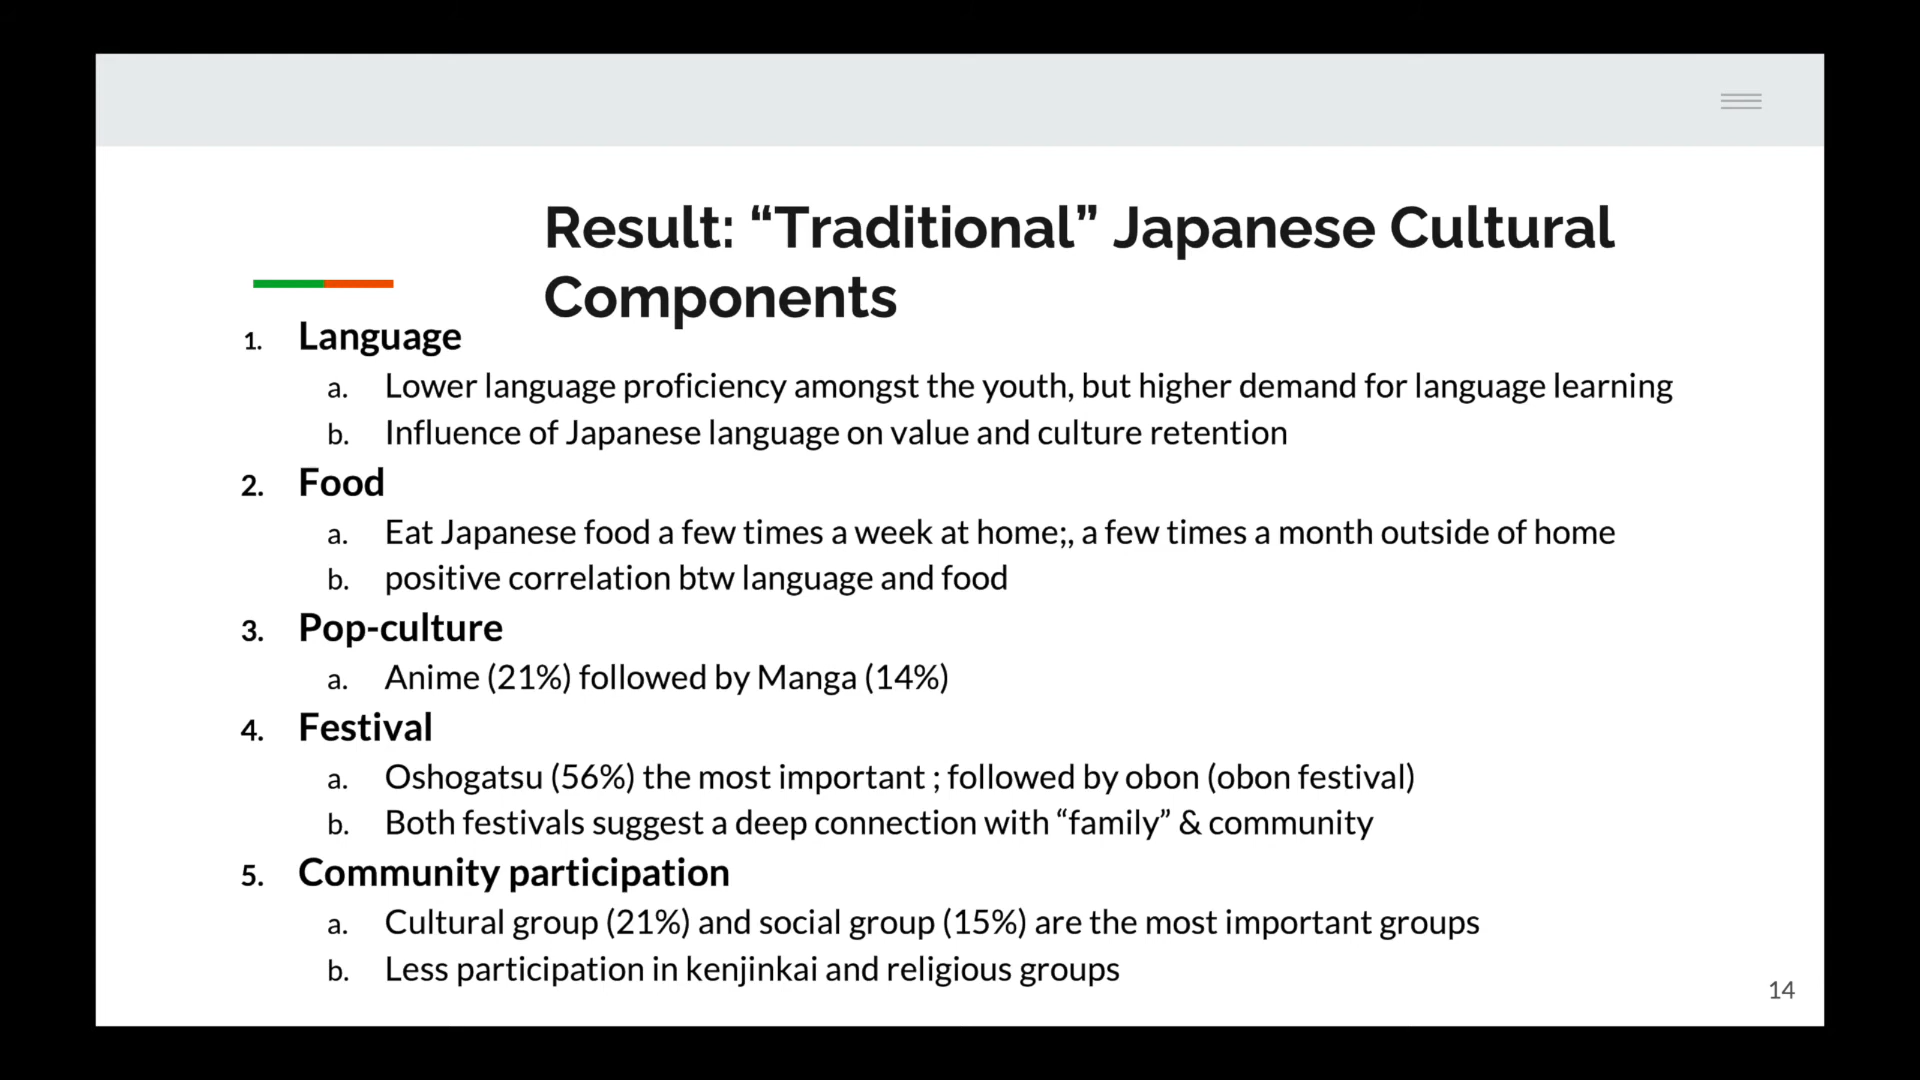 Result: “Traditional” Japanese Cultural
Components
1. Language
a. Lower language proficiency amongst the youth, but higher demand for language learning
b. Influence of Japanese language on value and culture retention
2. Food
a. Eat Japanese food a few times a week at home;, a few times a month outside of home
b. positive correlation btw language and food
3. Pop-culture
a. Anime (21%) followed by Manga (14%)
4. Festival
a. Oshogatsu (56%) the most important ; followed by obon (obon festival)
b. Both festivals suggest a deep connection with “family” & community
5. Community participation
a. Cultural group (21%) and social group (15%) are the most important groups
b. Less participation in kenjinkai and religious groups
14